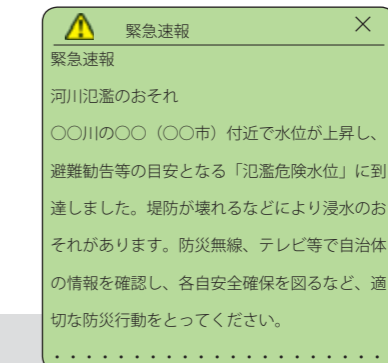 緊急速報
緊急速報
河川氾濫のおそれ
○○川の○○（○○市）付近で水位が上昇し、
避難勧告等の目安となる「氾濫危険水位」に到
達しました。堤防が壊れるなどにより浸水のお
それがあります。防災無線、テレビ等で自治体
の情報を確認し、各自安全確保を図るなど、適
切な防災行動をとってください。
・・・・・・・・・・・・・・・・・・・・・